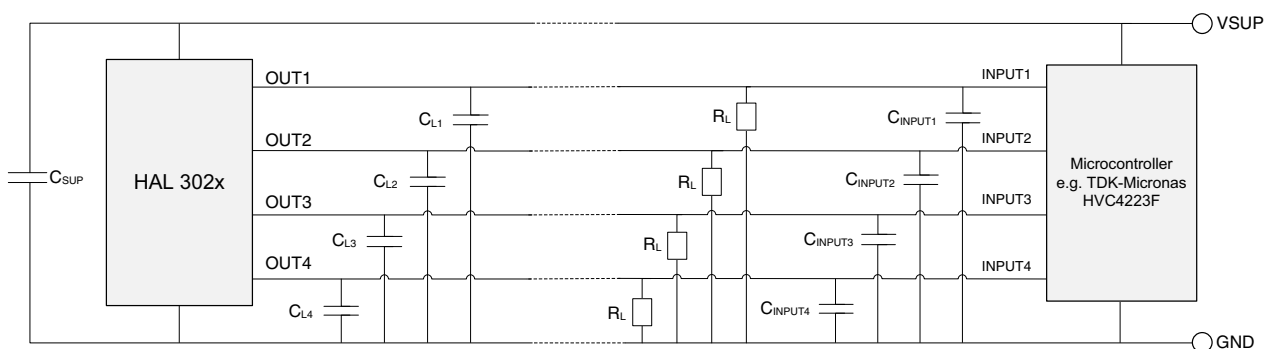 VSUP
OUT1
INPUT1
CL1
RL
CINPUT1
OUT2
INPUT2
CSUP
HAL 302x
CL2
RL
CINPUT2
Microcontroller
e.g. TDK-Micronas
HVC4223F
OUT3
INPUT3
CL3
RL
CINPUT3
OUT4
INPUT4
CL4
RL
CINPUT4
GND